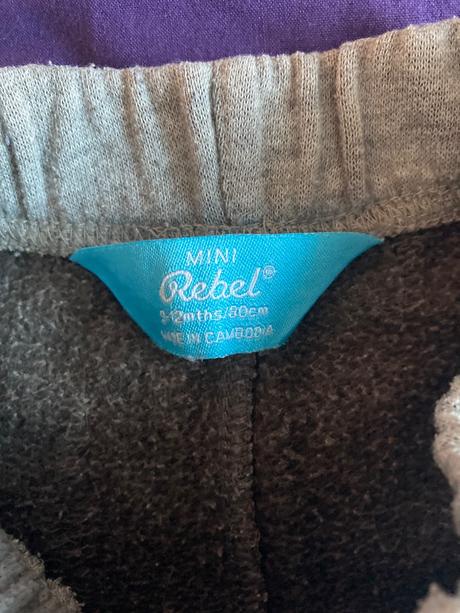 MINI
Rebel®
9-12mths/80cm
MADE IN CAMBODIA